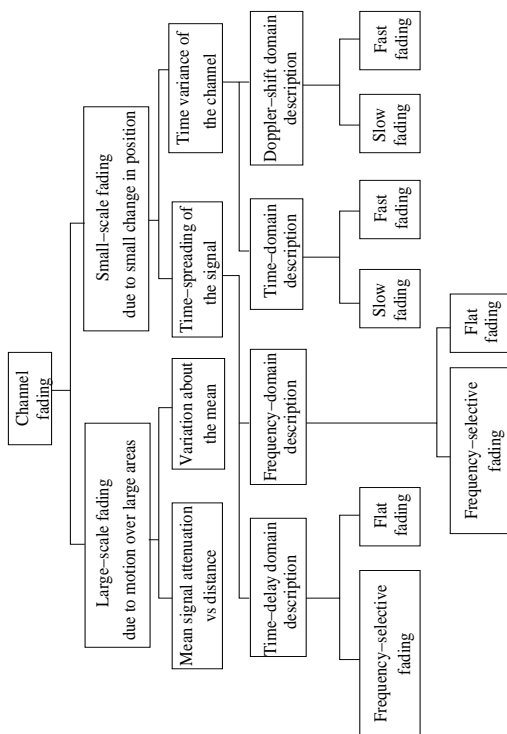 Channel
fading
Large−scale fading
due to motion over large areas
Small−scale fading
due to small change in position
Mean signal attenuation
vs distance
Variation about
the mean
Time−spreading of
the signal
Time variance of
the channel
Time−delay domain
description
Frequency−domain
description
Time−domain
description
Doppler−shift domain
description
Frequency−selective
fading
Flat
fading
Frequency−selective
fading
Flat
fading
Slow
fading
Fast
fading
Slow
fading
Fast
fading